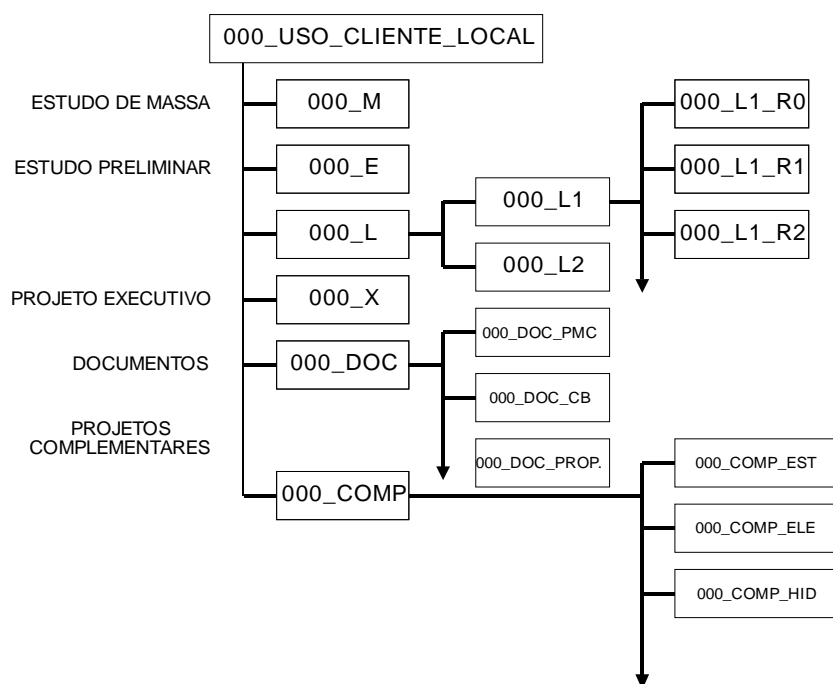 000_USO_CLIENTE_LOCAL
ESTUDO DE MASSA
000_M
000_L1_R0
ESTUDO PRELIMINAR
000_E
000_L1_R1
000_L
000_L1
000_L1_R2
000_L2
PROJETO EXECUTIVO
000_X
DOCUMENTOS
000_DOC
000_DOC_PMC
000_DOC_CB
000_DOC_PROP.
PROJETOS
COMPLEMENTARES
000_COMP
000_COMP_EST
000_COMP_ELE
000_COMP_HID